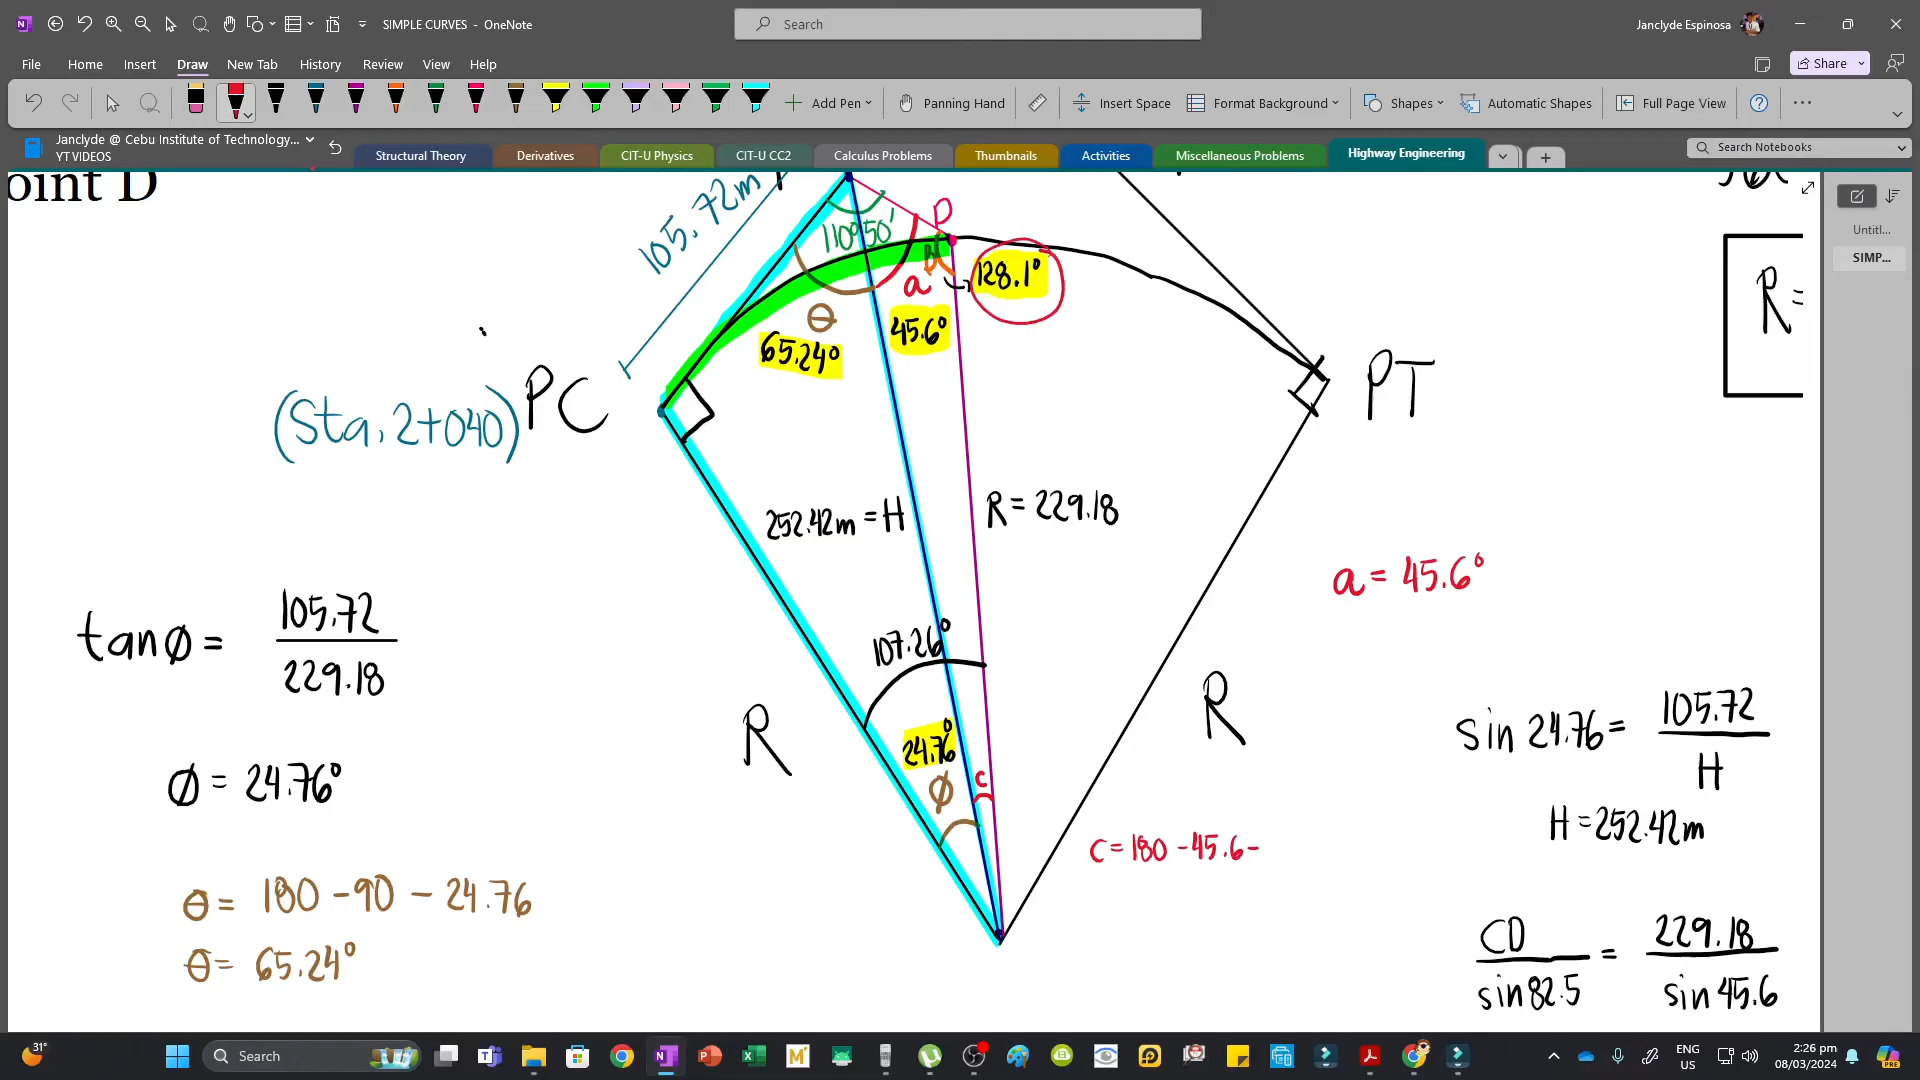 SIMPLE CURVES - OneNote
Search
Janclyde Espinosa
File Home Insert Draw New Tab History Review View Help
Share
Add Pen
Panning Hand
Insert Space
Format Background
Shapes
Automatic Shapes
Full Page View
Janclyde @ Cebu Institute of Technology...
YT VIDEOS
Structural Theory
Derivatives
CIT-U Physics
CIT-U CC2
Calculus Problems
Thumbnails
Activities
Miscellaneous Problems
Highway Engineering
Search Notebooks
oint D
105.72m
110°50'
D
a
128.1°
θ
45.6°
65.24°
R=
Untitl...
SIMP...
(Sta. 2+040) PC
PT
252.42m = H
R = 229.18
a = 45.6°
tan Ø = 105.72
229.18
107.26°
R
R
sin 24.76 = 105.72
H
24.76°
Ø
c
Ø = 24.76°
H = 252.42m
c = 180 - 45.6 -
θ = 180 - 90 - 24.76
θ = 65.24°
CD = 229.18
sin 82.5 sin 45.6
31°
Search
ENG
US
2:26 pm
08/03/2024